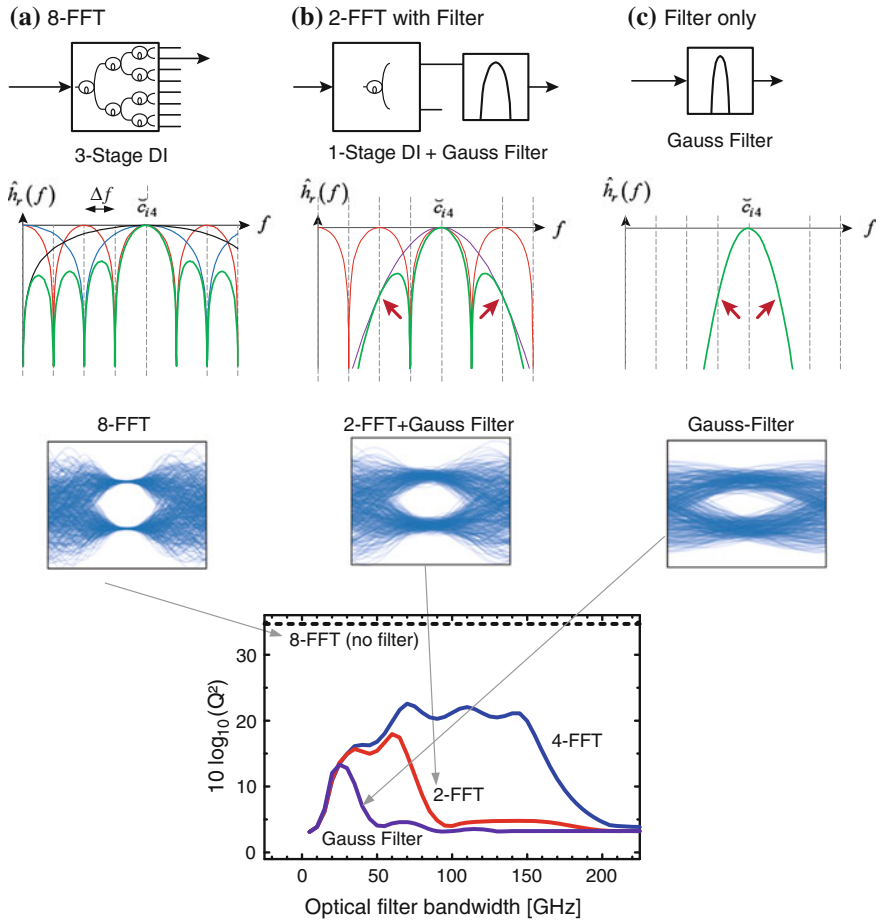 (a) 8-FFT
(b) 2-FFT with Filter
(c) Filter only
3-Stage DI
1-Stage DI + Gauss Filter
Gauss Filter
ĥr(f)
Δf
c̆i4
f
ĥr(f)
c̆i4
f
ĥr(f)
c̆i4
f
8-FFT
2-FFT+Gauss Filter
Gauss-Filter
8-FFT (no filter)
4-FFT
2-FFT
Gauss Filter
10 log10(Q²)
30
20
10
0
0 50 100 150 200
Optical filter bandwidth [GHz]